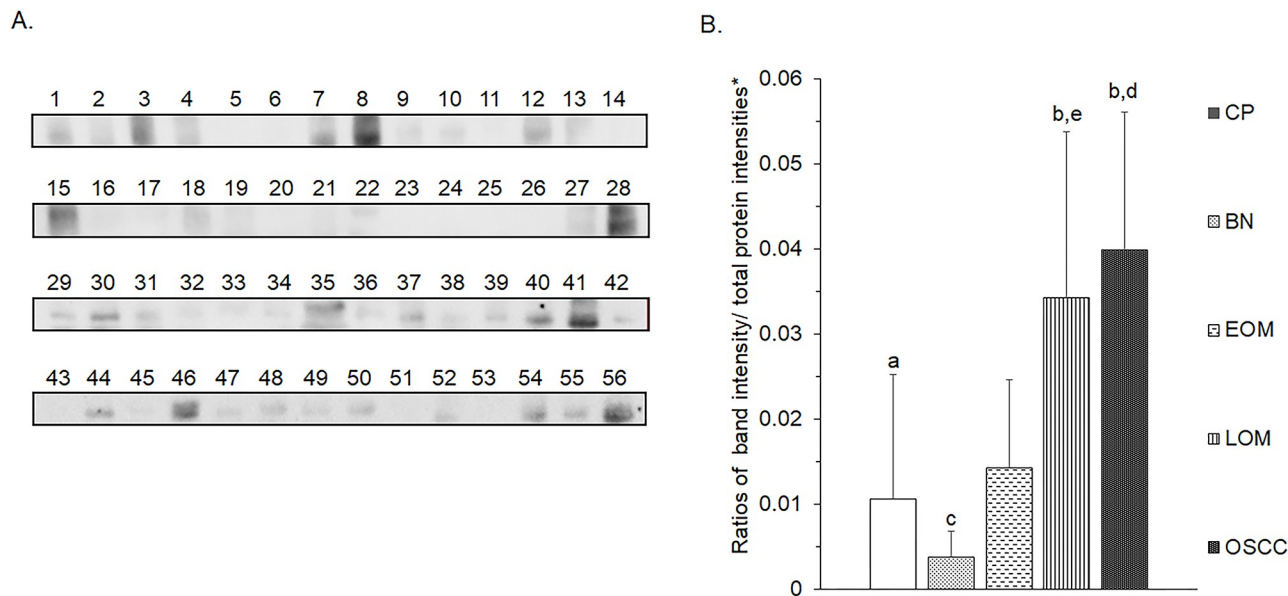 A.
1 2 3 4 5 6 7 8 9 10 11 12 13 14
15 16 17 18 19 20 21 22 23 24 25 26 27 28
29 30 31 32 33 34 35 36 37 38 39 40 41 42
43 44 45 46 47 48 49 50 51 52 53 54 55 56
B.
Ratios of band intensity/ total protein intensities*
0.06
0.05
0.04
0.03
0.02
0.01
0
a
c
b,e
b,d
CP
BN
EOM
LOM
OSCC